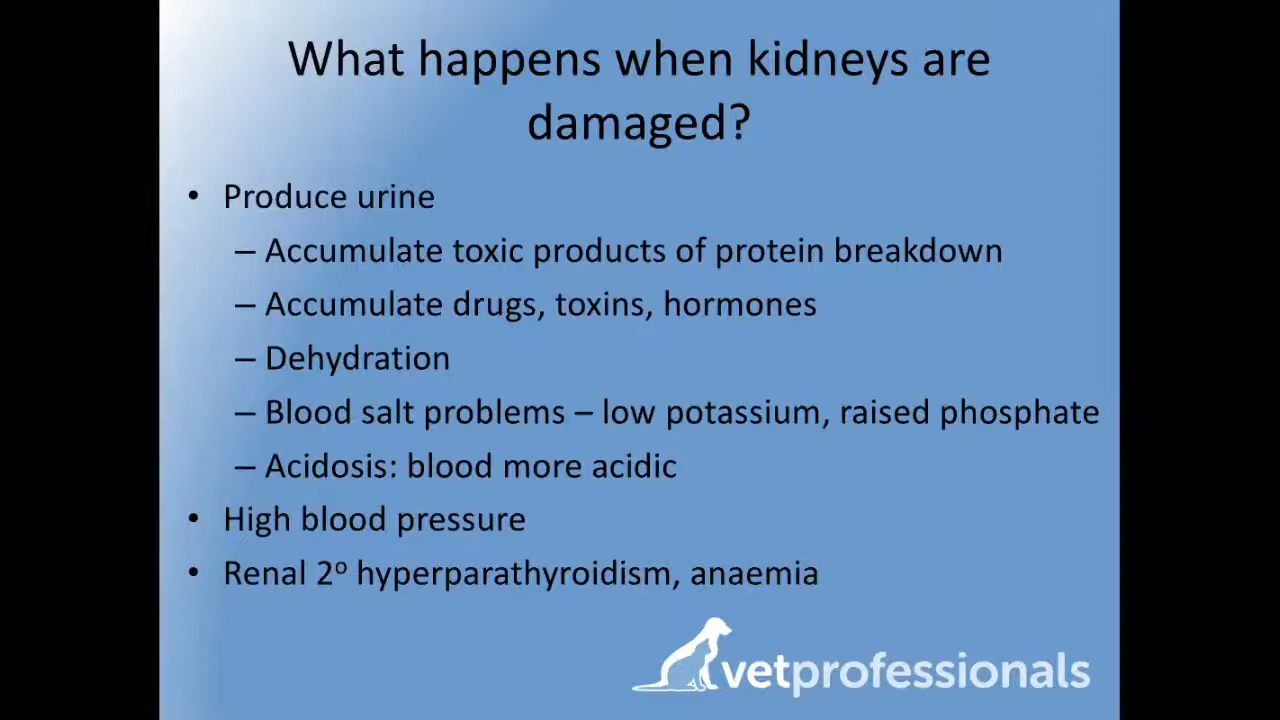 What happens when kidneys are
damaged?
• Produce urine
– Accumulate toxic products of protein breakdown
– Accumulate drugs, toxins, hormones
– Dehydration
– Blood salt problems – low potassium, raised phosphate
– Acidosis: blood more acidic
• High blood pressure
• Renal 2º hyperparathyroidism, anaemia
vetprofessionals